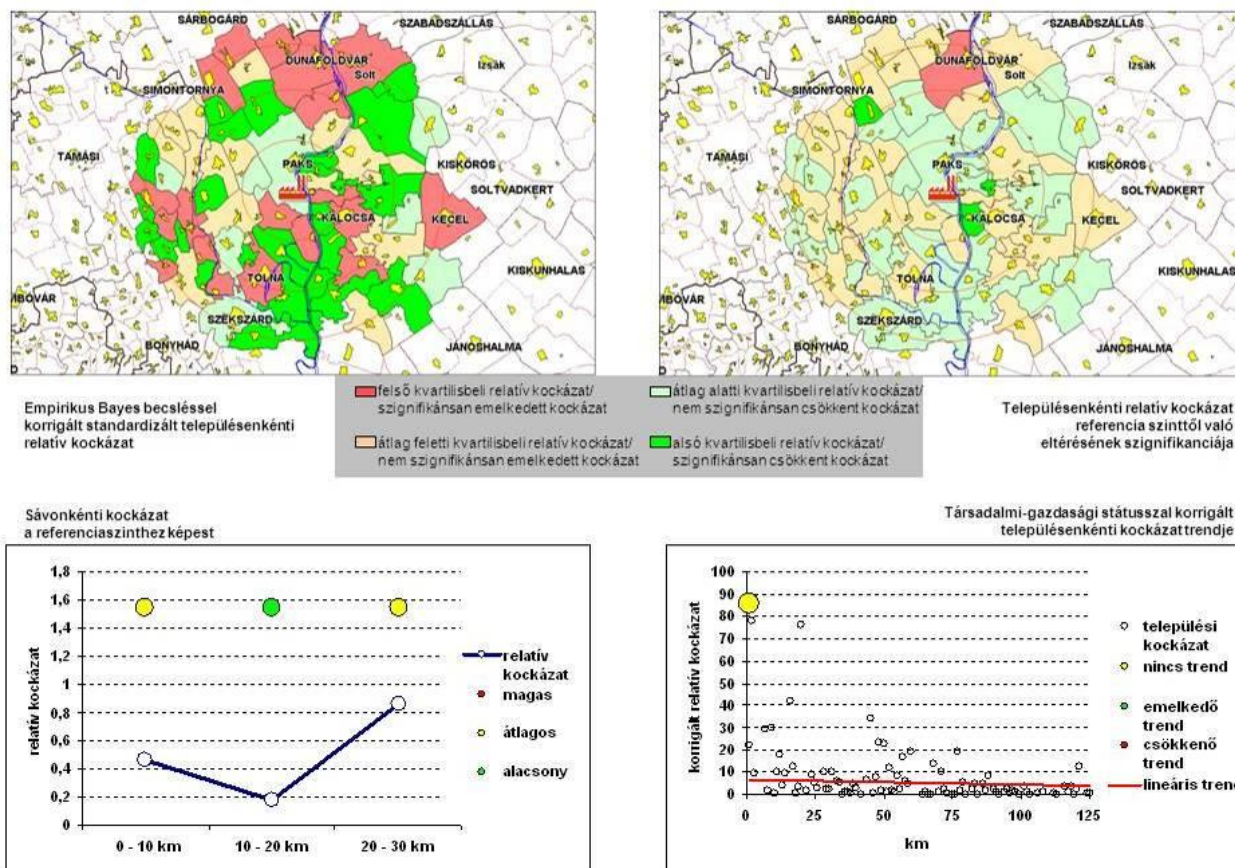 SÁRBOGÁRD
SZABADSZÁLLÁS
DUNAFÖLDVÁR
Izsák
Solt
SIMONTORNYA
TAMÁSI
PAKS
KISKŐRÖS
SOLTVADKERT
KALOCSA
KECEL
TOLNA
KISKUNHALAS
MBOVÁR
SZEKSZÁRD
BONYHÁD
JÁNOSHALMA
SÁRBOGÁRD
SZABADSZÁLLÁS
DUNAFÖLDVÁR
Izsák
Solt
SIMONTORNYA
TAMÁSI
PAKS
KISKŐRÖS
SOLTVADKERT
KALOCSA
KECEL
TOLNA
KISKUNHALAS
MBOVÁR
SZEKSZÁRD
BONYHÁD
JÁNOSHALMA
Empirikus Bayes becsléssel
korrigált standardizált településenkénti
relatív kockázat
felső kvartilisbeli relatív kockázat/
szignifikánsan emelkedett kockázat
átlag feletti kvartilisbeli relatív kockázat/
nem szignifikánsan emelkedett kockázat
átlag alatti kvartilisbeli relatív kockázat/
nem szignifikánsan csökkent kockázat
alsó kvartilisbeli relatív kockázat/
szignifikánsan csökkent kockázat
Településenkénti relatív kockázat
referencia szinttől való
eltérésének szignifikanciája
Sávonkénti kockázat
a referenciaszinthez képest
relatív kockázat
1,8
1,6
1,4
1,2
1
0,8
0,6
0,4
0,2
0
0 - 10 km
10 - 20 km
20 - 30 km
relatív
kockázat
magas
átlagos
alacsony
Társadalmi-gazdasági státusszal korrigált
településenkénti kockázat trendje
korrigált relatív kockázat
100
90
80
70
60
50
40
30
20
10
0
0
25
50
75
100
125
km
települési
kockázat
nincs trend
emelkedő
trend
csökkenő
trend
lineáris trend